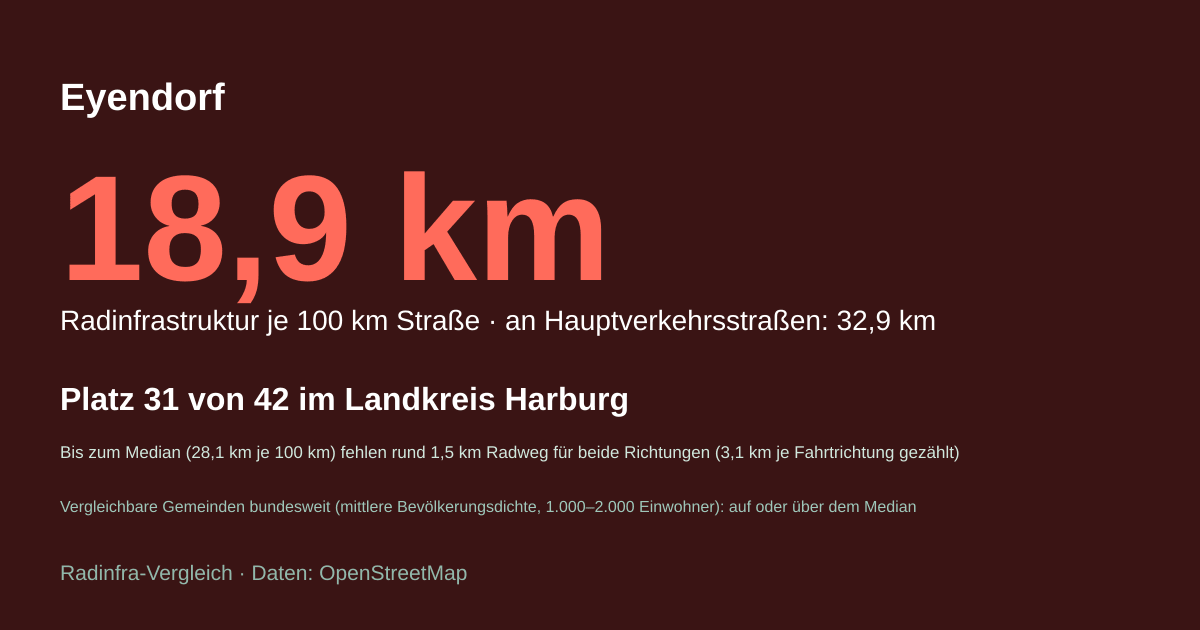 Eyendorf
18,9 km
Radinfrastruktur je 100 km Straße · an Hauptverkehrsstraßen: 32,9 km
Platz 31 von 42 im Landkreis Harburg
Bis zum Median (28,1 km je 100 km) fehlen rund 1,5 km Radweg für beide Richtungen (3,1 km je Fahrtrichtung gezählt)
Vergleichbare Gemeinden bundesweit (mittlere Bevölkerungsdichte, 1.000–2.000 Einwohner): auf oder über dem Median
Radinfra-Vergleich · Daten: OpenStreetMap